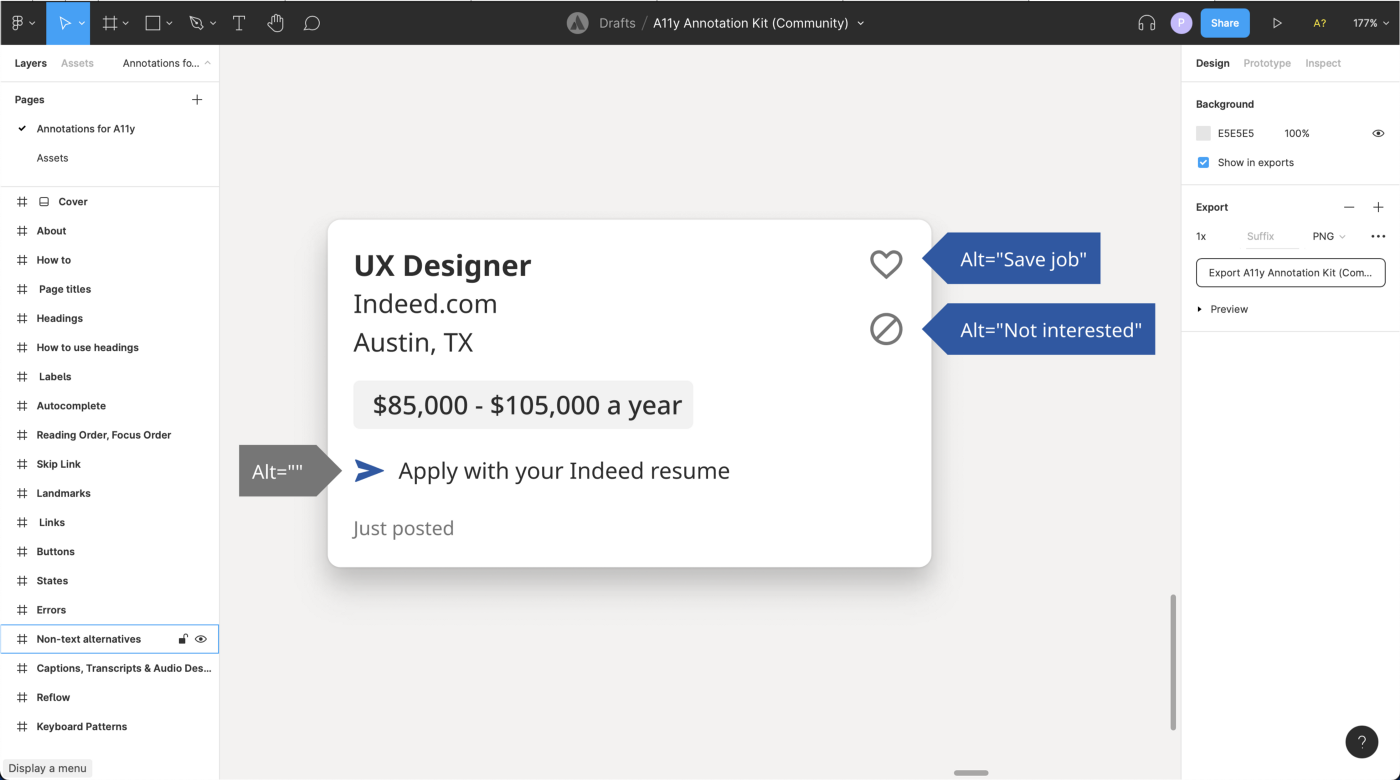 Drafts / A11y Annotation Kit (Community)
P
Share
A?
177%
Layers
Assets
Annotations fo...
Pages
Annotations for A11y
Assets
Cover
About
How to
Page titles
Headings
How to use headings
Labels
Autocomplete
Reading Order, Focus Order
Skip Link
Landmarks
Links
Buttons
States
Errors
Non-text alternatives
Captions, Transcripts & Audio Des...
Reflow
Keyboard Patterns
Display a menu
UX Designer
Indeed.com
Austin, TX
$85,000 - $105,000 a year
Apply with your Indeed resume
Just posted
Alt="Save job"
Alt="Not interested"
Alt=""
Design
Prototype
Inspect
Background
E5E5E5
100%
Show in exports
Export
1x
Suffix
PNG
Export A11y Annotation Kit (Com...
Preview
?